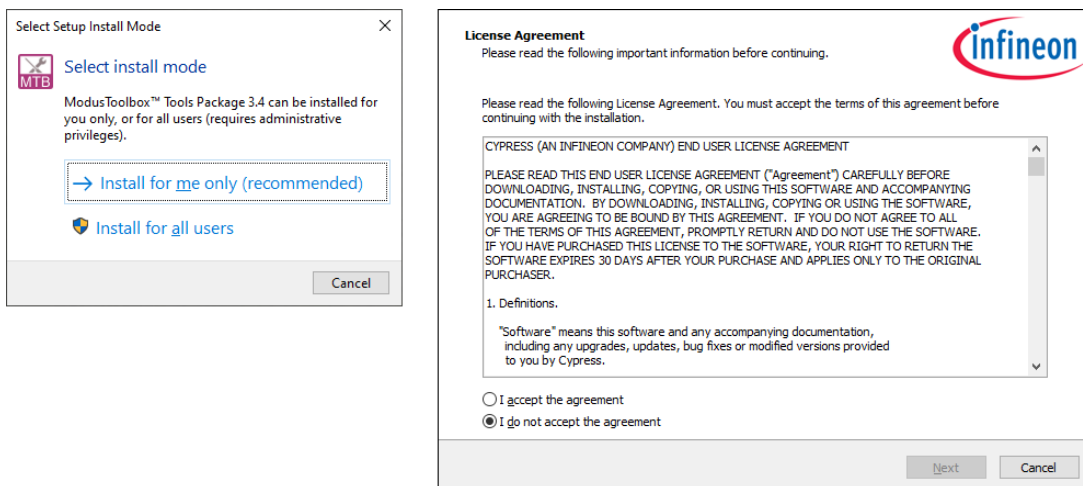 Select Setup Install Mode
MTB
Select install mode
ModusToolbox™ Tools Package 3.4 can be installed for
you only, or for all users (requires administrative
privileges).
Install for me only (recommended)
Install for all users
Cancel
License Agreement
Please read the following important information before continuing.
infineon
Please read the following License Agreement. You must accept the terms of this agreement before
continuing with the installation.
CYPRESS (AN INFINEON COMPANY) END USER LICENSE AGREEMENT
PLEASE READ THIS END USER LICENSE AGREEMENT ("Agreement") CAREFULLY BEFORE
DOWNLOADING, INSTALLING, COPYING, OR USING THIS SOFTWARE AND ACCOMPANYING
DOCUMENTATION.  BY DOWNLOADING, INSTALLING, COPYING OR USING THE SOFTWARE,
YOU ARE AGREEING TO BE BOUND BY THIS AGREEMENT.  IF YOU DO NOT AGREE TO ALL
OF THE TERMS OF THIS AGREEMENT, PROMPTLY RETURN AND DO NOT USE THE SOFTWARE.
IF YOU HAVE PURCHASED THIS LICENSE TO THE SOFTWARE, YOUR RIGHT TO RETURN THE
SOFTWARE EXPIRES 30 DAYS AFTER YOUR PURCHASE AND APPLIES ONLY TO THE ORIGINAL
PURCHASER.
1. Definitions.
"Software" means this software and any accompanying documentation,
including any upgrades, updates, bug fixes or modified versions provided
to you by Cypress.
I accept the agreement
I do not accept the agreement
Next
Cancel